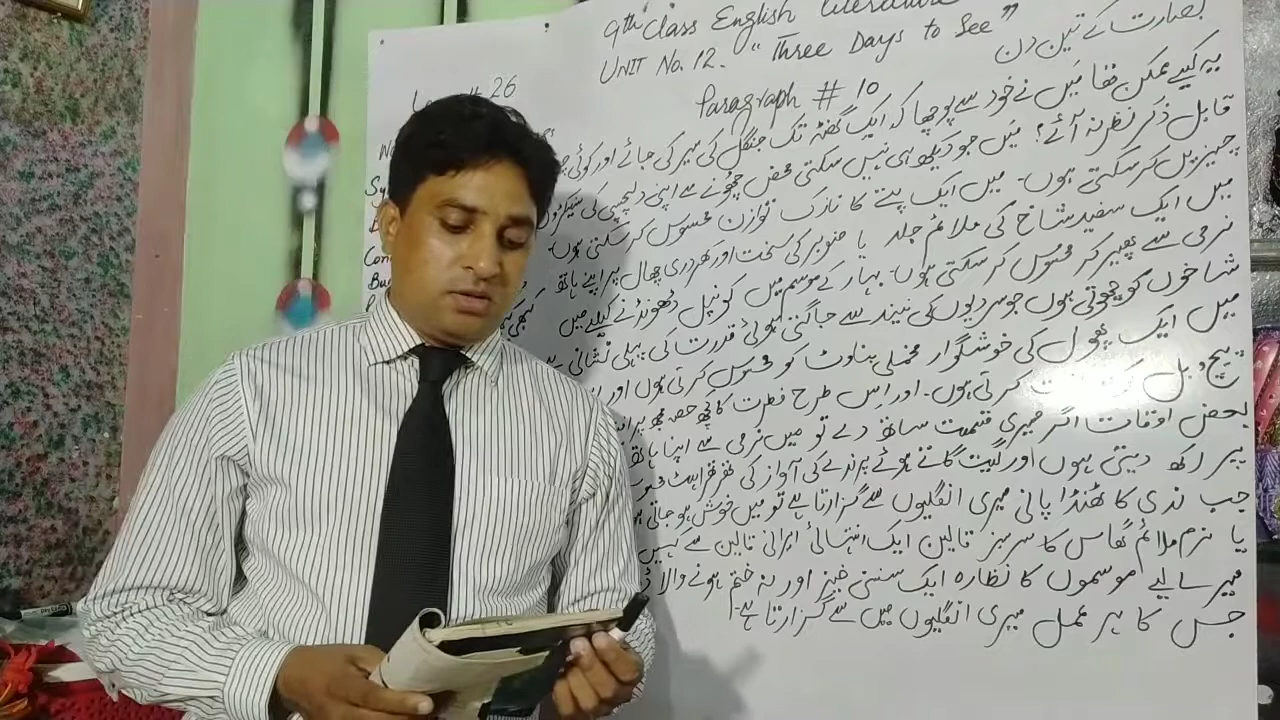 9th Class English Literature
UNIT No. 12. "Three Days to See"
بصارت کے تین دن
26
Paragraph # 10
یہ کیسے ممکن تھا میں نے خود سے پوچھا کہ ایک گھنٹہ تک جنگل کی سیر کی جائے اور کوئی
قابل ذکر نظر نہ آئے؟ میں جو دیکھ ہی نہیں سکتی محض چھونے سے اپنی دلچسپی کی سینکڑوں
چیزیں کر سکتی ہوں۔ میں ایک پتے کا نازک توازن محسوس کر سکتی ہوں۔
میں ایک سفید شاخ کی ملائم جلد یا صنوبر کی سخت اور کھردری چھال پر اپنے ہاتھ
نرمی سے پھیر کر محسوس کر سکتی ہوں۔ بہار کے موسم میں کونپل ڈھونڈنے کیلئے میں
شاخوں کو چھوتی ہوں جو سردیوں کی نیند سے جاگتی ہوئی قدرت کی پہلی نشانی
میں ایک پھول کی خوشگوار مخملی بناوٹ کو محسوس کرتی ہوں اور
پیچ و بل کرتی ہوں۔ اور اس طرح فطرت کا کچھ حصہ مجھ پر
بعض اوقات اگر میری قسمت ساتھ دے تو میں نرمی سے اپنا ہاتھ
پر رکھ دیتی ہوں اور گیت گاتے ہوئے پرندے کی آواز کی تھرتھراہٹ
جب ندی کا ٹھنڈا پانی میری انگلیوں سے گزارتا ہے تو میں خوش ہو جاتی
یا نرم ملائم گھاس کا سرسبز قالین ایک انتہائی ایرانی قالین سے کہیں
میرے لیے موسموں کا نظارہ ایک سنسنی خیز اور نہ ختم ہونے والا
جس کا ہر عمل میری انگلیوں میں سے گزارتا ہے۔